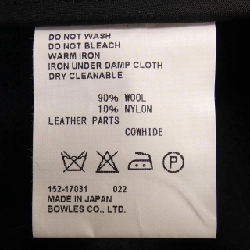 DO NOT WASH
DO NOT BLEACH
WARM IRON
IRON UNDER DAMP CLOTH
DRY CLEANABLE
90% WOOL
10% NYLON
LEATHER PARTS
COWHIDE
P
152-17031 022
MADE IN JAPAN
BOWLES CO., LTD.